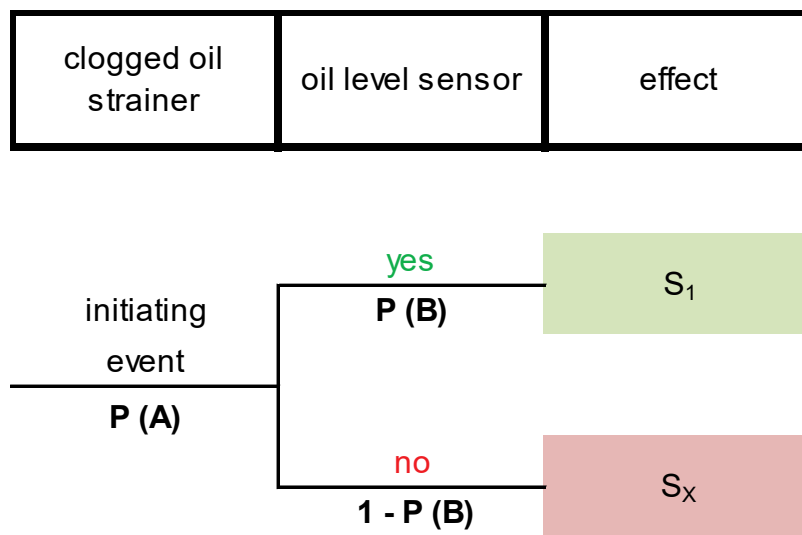 clogged oil
strainer
oil level sensor
effect
yes
P (B)
S₁
initiating
event
P (A)
no
1 - P (B)
Sₓ